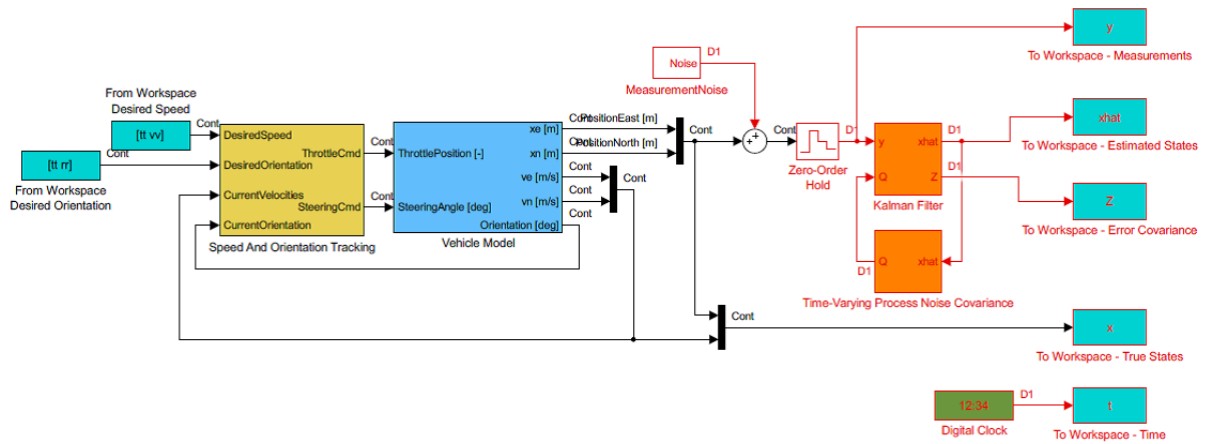 y
To Workspace - Measurements
D1
Noise
MeasurementNoise
From Workspace
Desired Speed
[tt vv]
Cont
[tt rr]
Cont
From Workspace
Desired Orientation
DesiredSpeed
DesiredOrientation
CurrentVelocities
CurrentOrientation
ThrottleCmd
SteeringCmd
Speed And Orientation Tracking
Cont
Cont
ThrottlePosition [-]
SteeringAngle [deg]
xe [m]
xn [m]
ve [m/s]
vn [m/s]
Orientation [deg]
Vehicle Model
Cont
PositionEast [m]
Cont
PositionNorth [m]
Cont
Cont
Cont
Cont
Cont
Zero-Order
Hold
D1
y
Q
xhat
Z
Kalman Filter
D1
D1
xhat
To Workspace - Estimated States
Z
To Workspace - Error Covariance
D1
Q
xhat
Time-Varying Process Noise Covariance
Cont
x
To Workspace - True States
12:34
Digital Clock
D1
t
To Workspace - Time